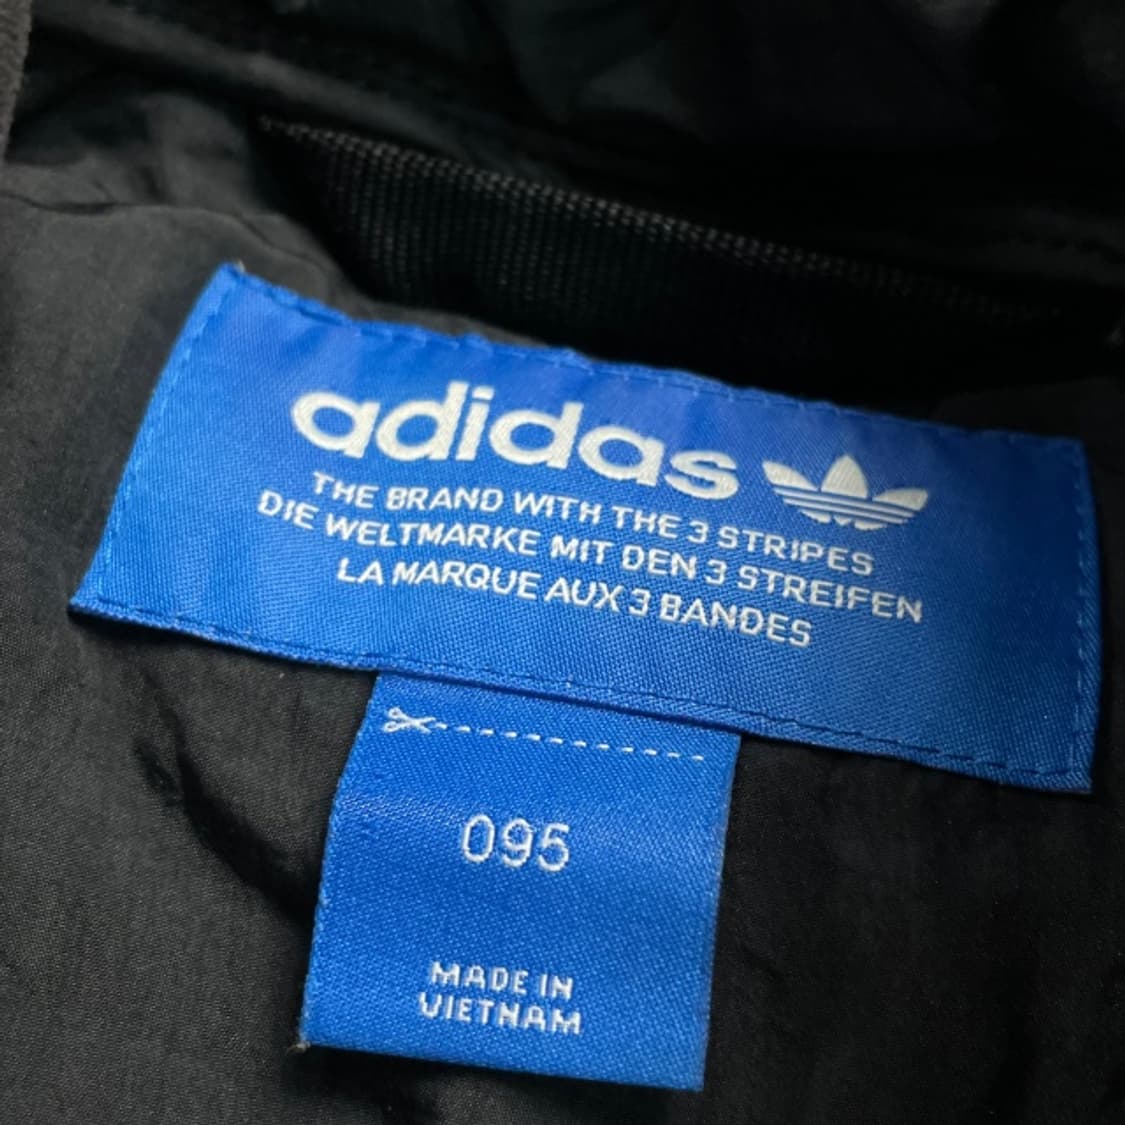 adidas
THE BRAND WITH THE 3 STRIPES
DIE WELTMARKE MIT DEN 3 STREIFEN
LA MARQUE AUX 3 BANDES
095
MADE IN
VIETNAM